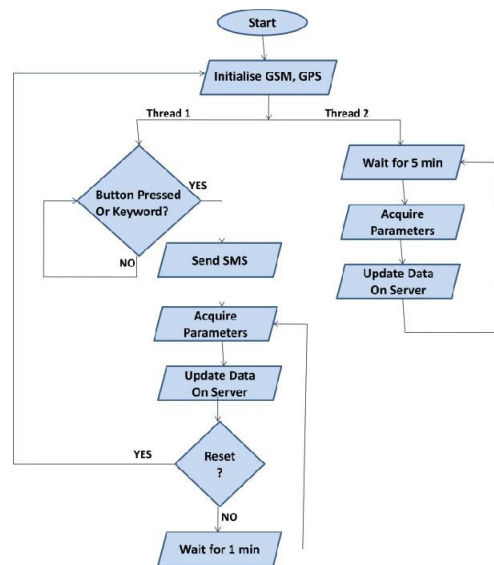 Start
Initialise GSM, GPS
Thread 1
Thread 2
Button Pressed
Or Keyword?
YES
NO
Send SMS
Acquire
Parameters
Update Data
On Server
Reset
?
YES
NO
Wait for 1 min
Wait for 5 min
Acquire
Parameters
Update Data
On Server